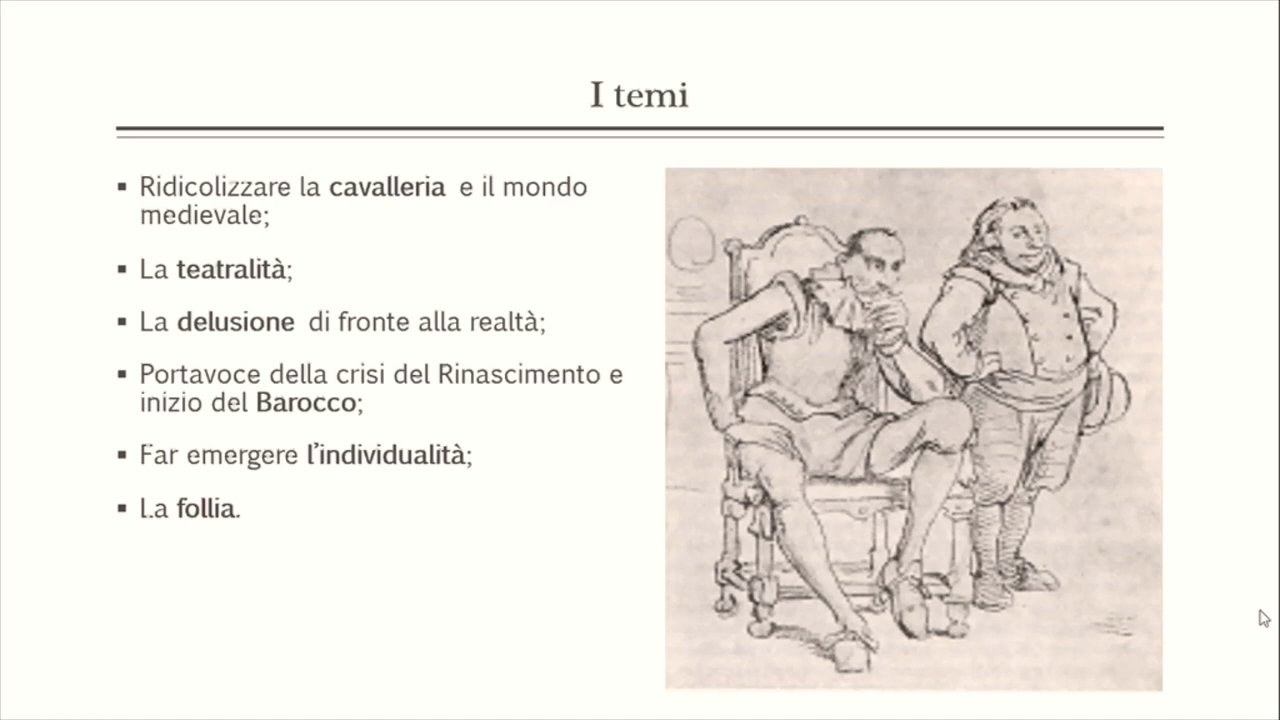 I temi
▪ Ridicolizzare la cavalleria e il mondo
medievale;
▪ La teatralità;
▪ La delusione di fronte alla realtà;
▪ Portavoce della crisi del Rinascimento e
inizio del Barocco;
▪ Far emergere l'individualità;
▪ La follia.